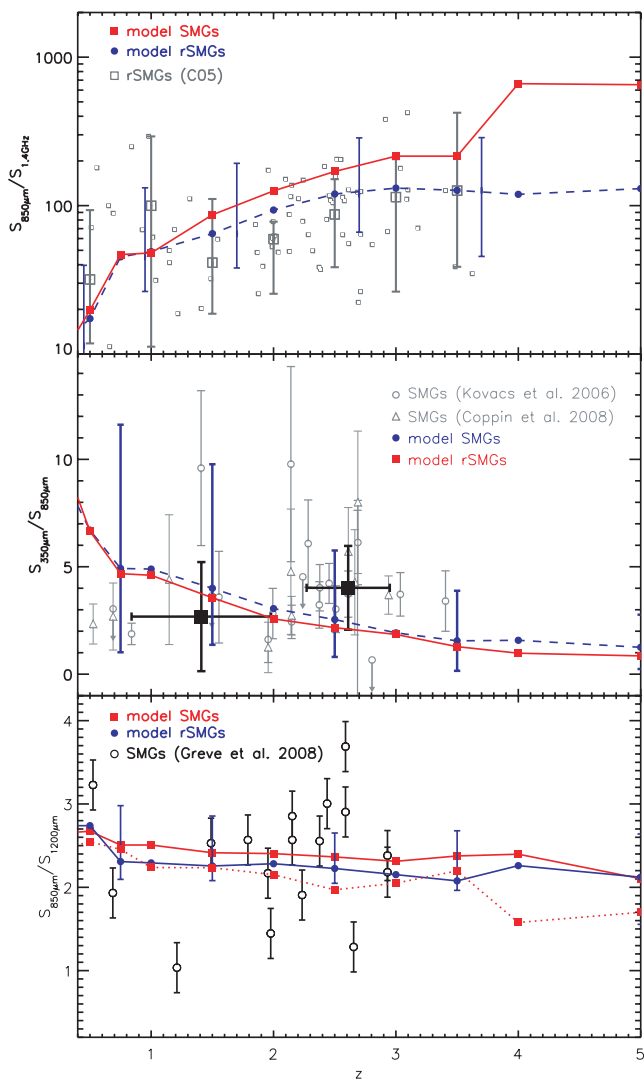 model SMGs
model rSMGs
rSMGs (C05)
1000
100
10
S850μm/S1,4GHz
SMGs (Kovacs et al. 2006)
SMGs (Coppin et al. 2008)
model SMGs
model rSMGs
10
5
0
S350μm/S850μm
model SMGs
model rSMGs
SMGs (Greve et al. 2008)
4
3
2
1
S850μm/S1200μm
1
2
3
4
5
z